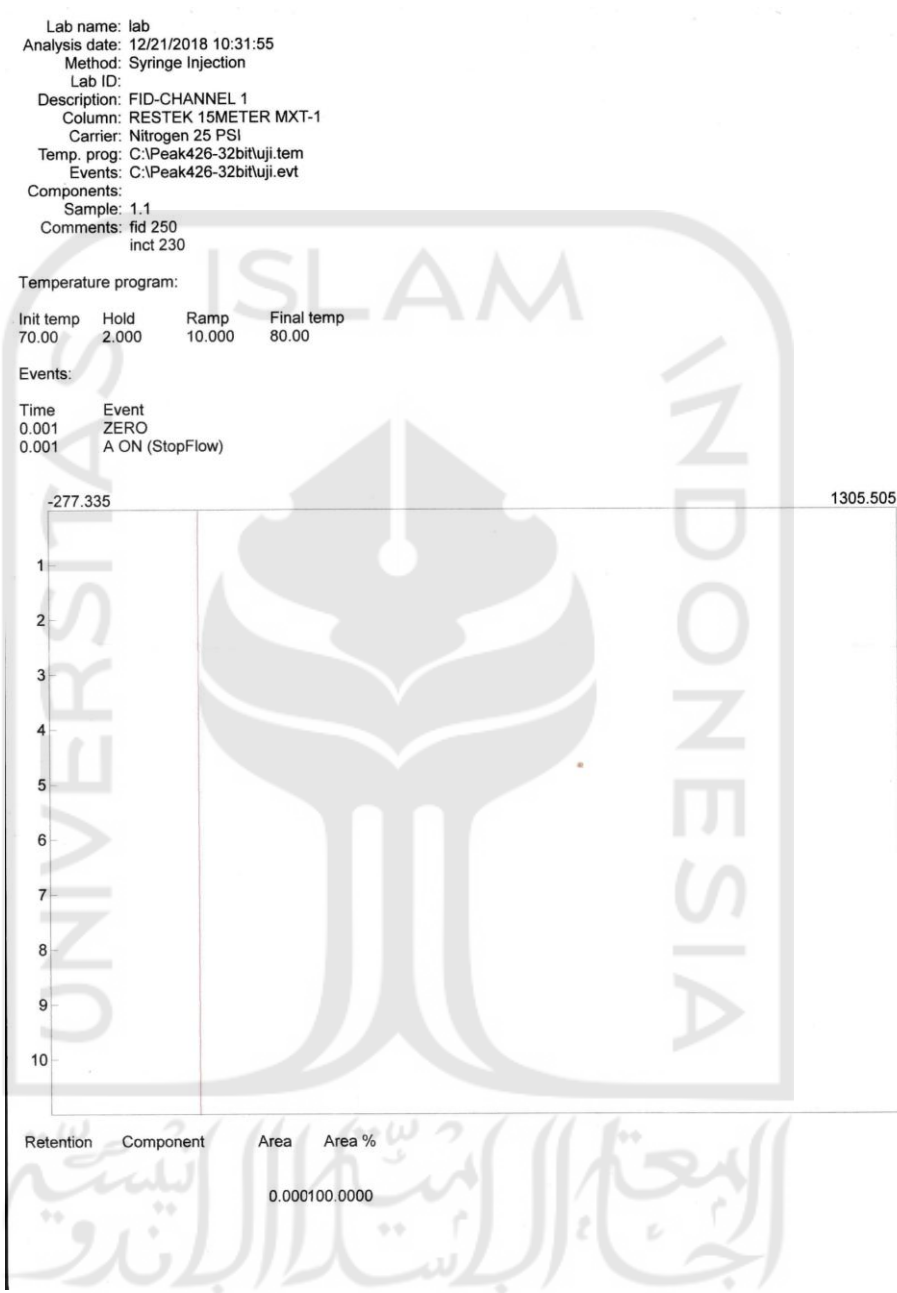 Lab name: lab
Analysis date: 12/21/2018 10:31:55
Method: Syringe Injection
Lab ID:
Description: FID-CHANNEL 1
Column: RESTEK 15METER MXT-1
Carrier: Nitrogen 25 PSI
Temp. prog: C:\Peak426-32bit\uji.tem
Events: C:\Peak426-32bit\uji.evt
Components:
Sample: 1.1
Comments: fid 250
inct 230
ISLAM
UNIVERSITAS
INDONESIA
Temperature program:
Init temp Hold Ramp Final temp
70.00 2.000 10.000 80.00
Events:
Time Event
0.001 ZERO
0.001 A ON (StopFlow)
-277.335 1305.505
1
2
3
4
5
6
7
8
9
10
Retention Component Area Area %
0.000100.0000